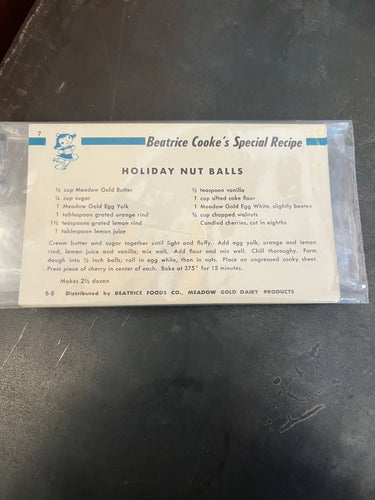 7
Beatrice Cooke's Special Recipe
HOLIDAY NUT BALLS
½ cup Meadow Gold Butter
¼ cup sugar
1 Meadow Gold Egg Yolk
1 tablespoon grated orange rind
1½ teaspoons grated lemon rind
1 tablespoon lemon juice
½ teaspoon vanilla
1 cup sifted cake flour
1 Meadow Gold Egg White, slightly beaten
¾ cup chopped walnuts
Candied cherries, cut in eighths
Cream butter and sugar together until light and fluffy. Add egg yolk, orange and lemon
rind, lemon juice and vanilla; mix well. Add flour and mix well. Chill thoroughly. Form
dough into ½ inch balls; roll in egg white, then in nuts. Place on ungreased cooky sheet.
Press piece of cherry in center of each. Bake at 375° for 15 minutes.
Makes 2½ dozen
8-8 Distributed by BEATRICE FOODS CO., MEADOW GOLD DAIRY PRODUCTS